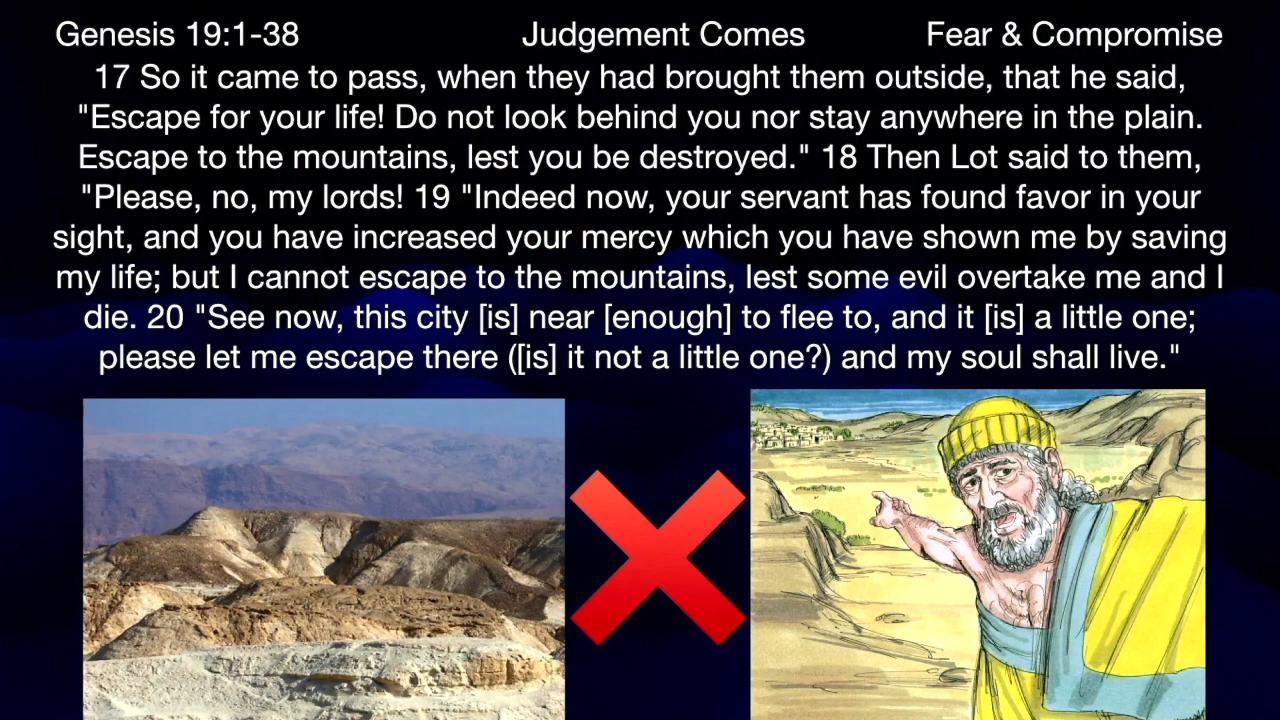 Genesis 19:1-38 Judgement Comes Fear & Compromise
17 So it came to pass, when they had brought them outside, that he said,
"Escape for your life! Do not look behind you nor stay anywhere in the plain.
Escape to the mountains, lest you be destroyed." 18 Then Lot said to them,
"Please, no, my lords! 19 "Indeed now, your servant has found favor in your
sight, and you have increased your mercy which you have shown me by saving
my life; but I cannot escape to the mountains, lest some evil overtake me and I
die. 20 "See now, this city [is] near [enough] to flee to, and it [is] a little one;
please let me escape there ([is] it not a little one?) and my soul shall live."